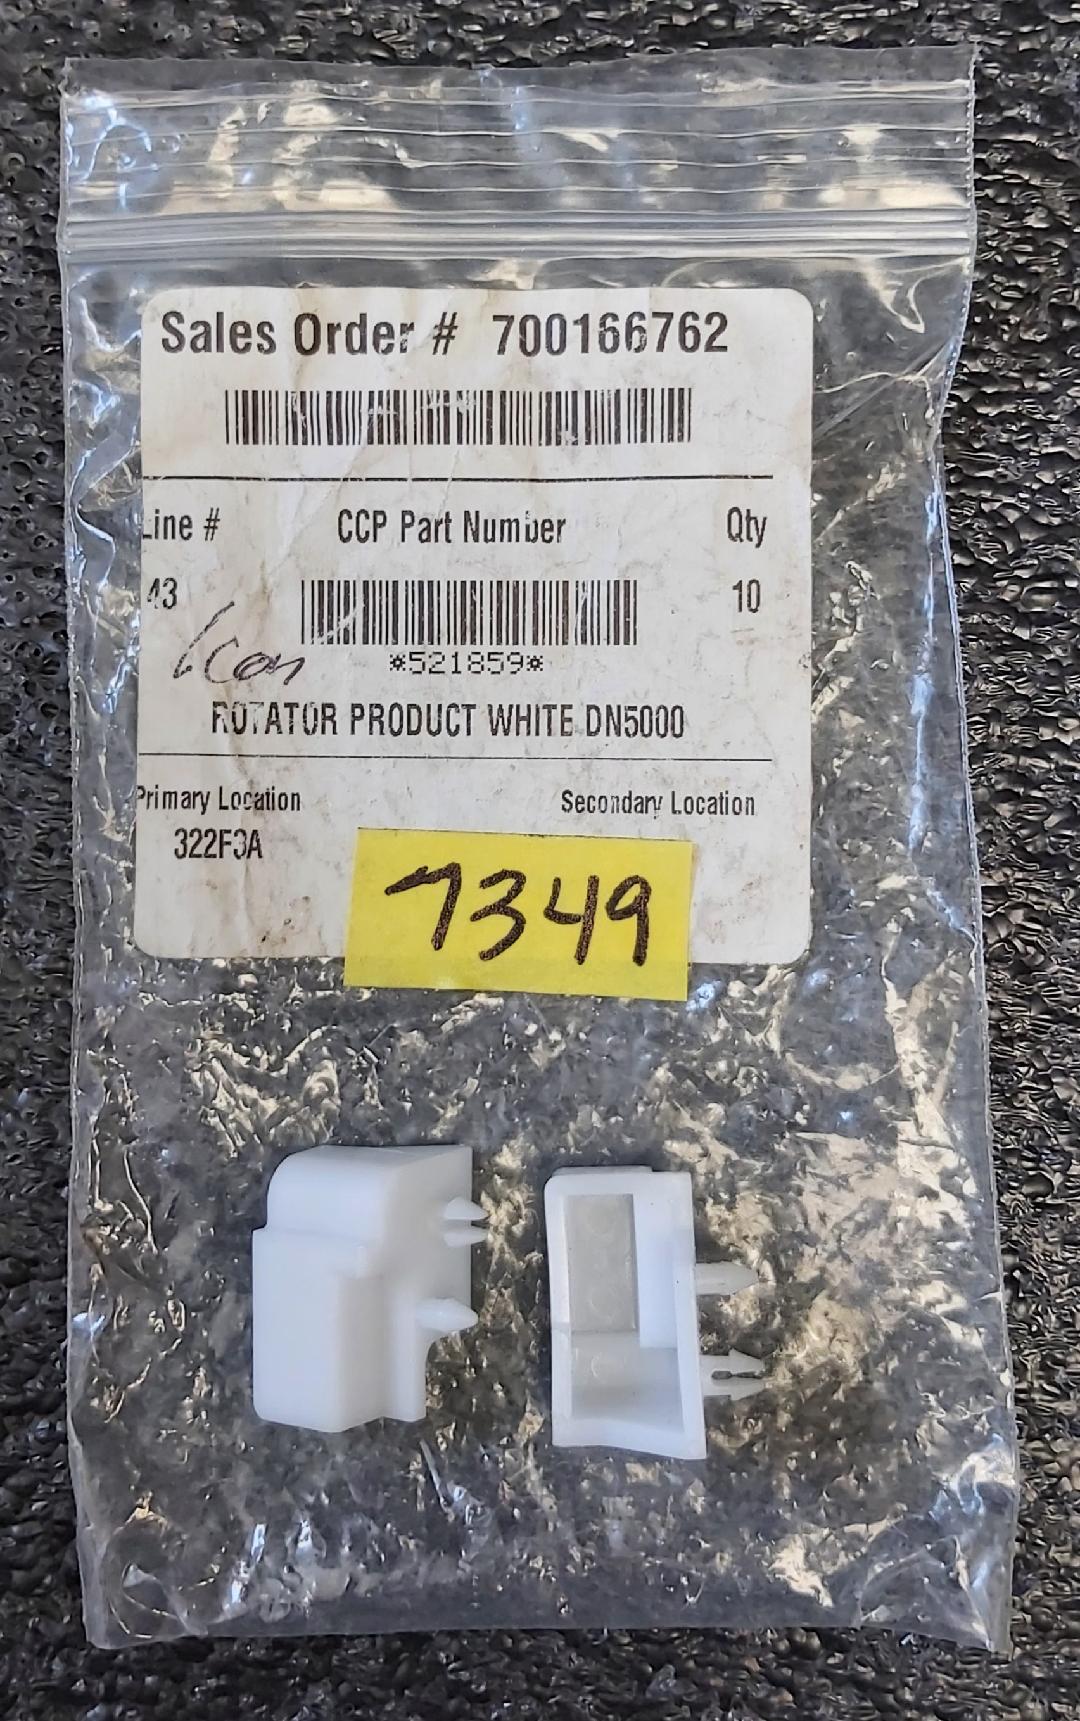 Sales Order # 700166762
Line # CCP Part Number Qty
43 10
Icon *521859*
ROTATOR PRODUCT WHITE DN5000
Primary Location Secondary Location
322F3A
7349